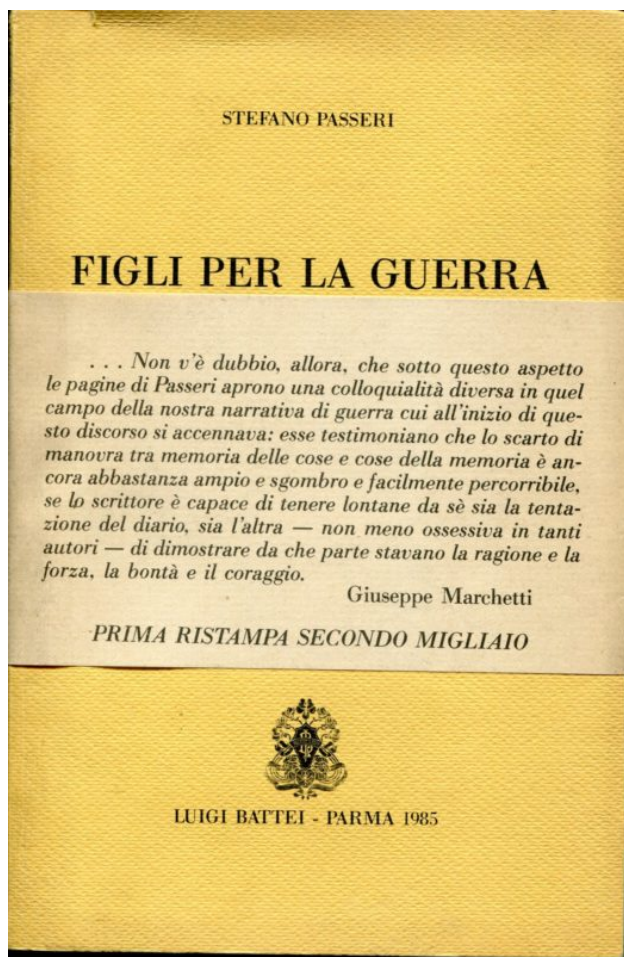 STEFANO PASSERI
FIGLI PER LA GUERRA
. . . Non v'è dubbio, allora, che sotto questo aspetto
le pagine di Passeri aprono una colloquialità diversa in quel
campo della nostra narrativa di guerra cui all'inizio di que-
sto discorso si accennava: esse testimoniano che lo scarto di
manovra tra memoria delle cose e cose della memoria è an-
cora abbastanza ampio e sgombro e facilmente percorribile,
se lo scrittore è capace di tenere lontane da sè sia la tenta-
zione del diario, sia l'altra — non meno ossessiva in tanti
autori — di dimostrare da che parte stavano la ragione e la
forza, la bontà e il coraggio.
Giuseppe Marchetti
PRIMA RISTAMPA SECONDO MIGLIAIO
LUIGI BATTEI - PARMA 1985